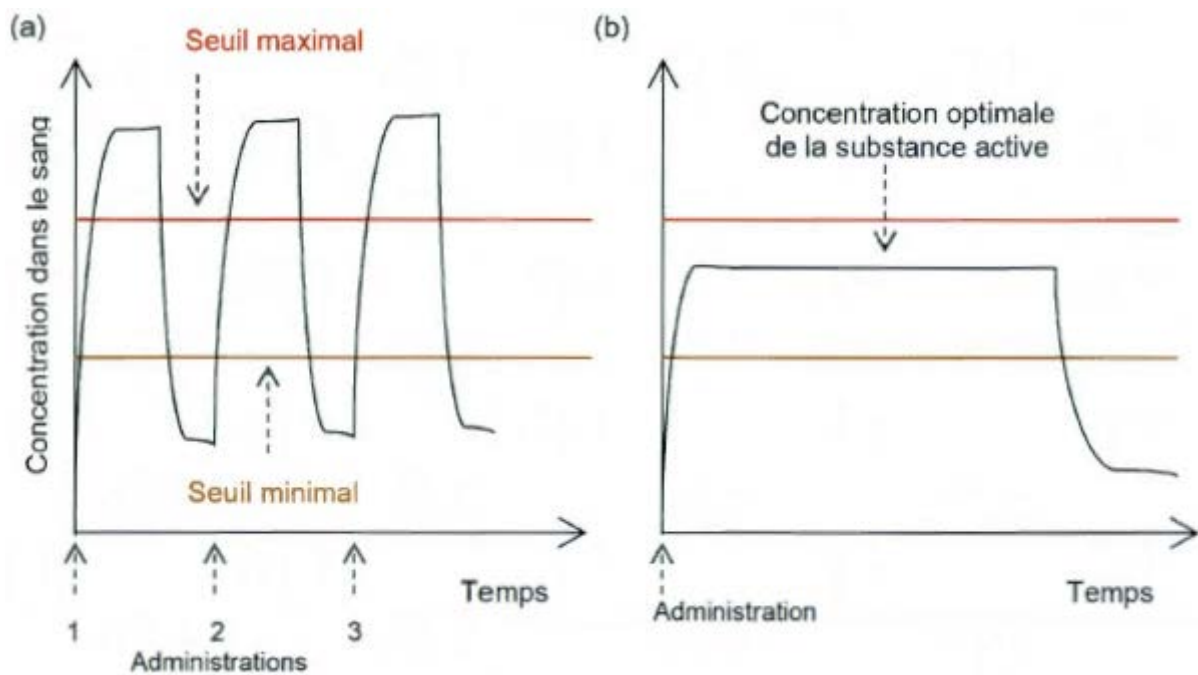 (a)
Seuil maximal
Concentration dans le sang
Seuil minimal
Temps
1 2 3
Administrations
(b)
Concentration optimale
de la substance active
Administration
Temps